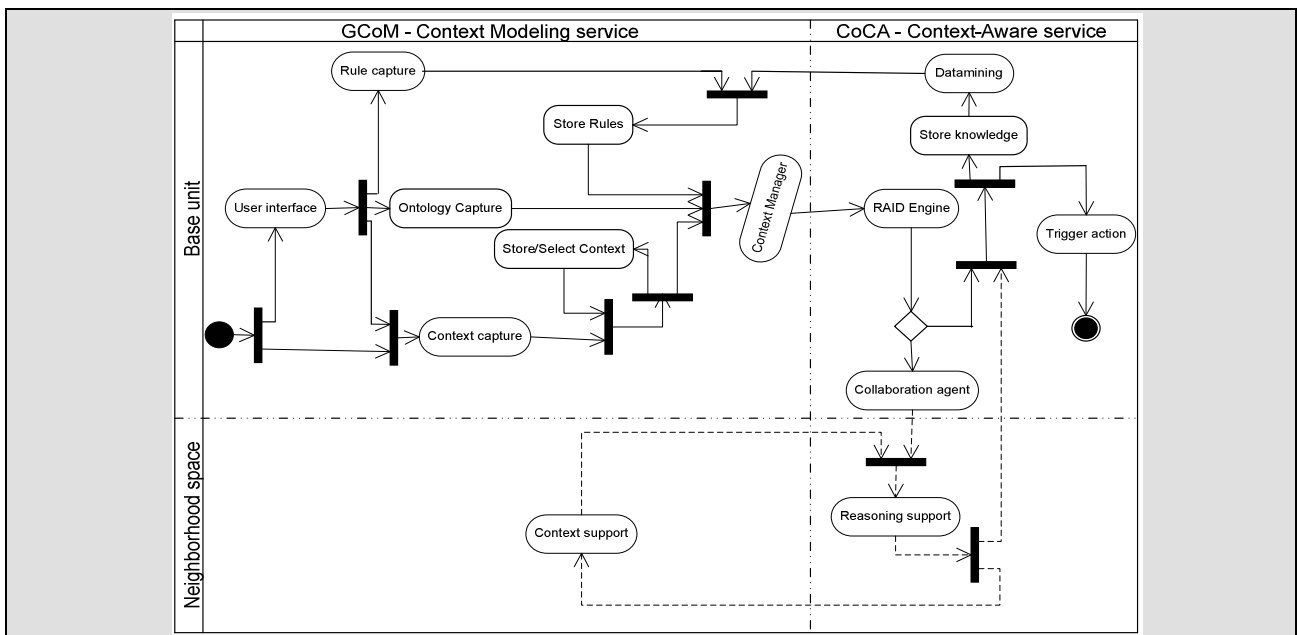 GCoM - Context Modeling service
CoCA - Context-Aware service
Base unit
Rule capture
Datamining
Store Rules
Store knowledge
User interface
Ontology Capture
Context Manager
RAID Engine
Trigger action
Store/Select Context
Context capture
Collaboration agent
Neighborhood space
Context support
Reasoning support